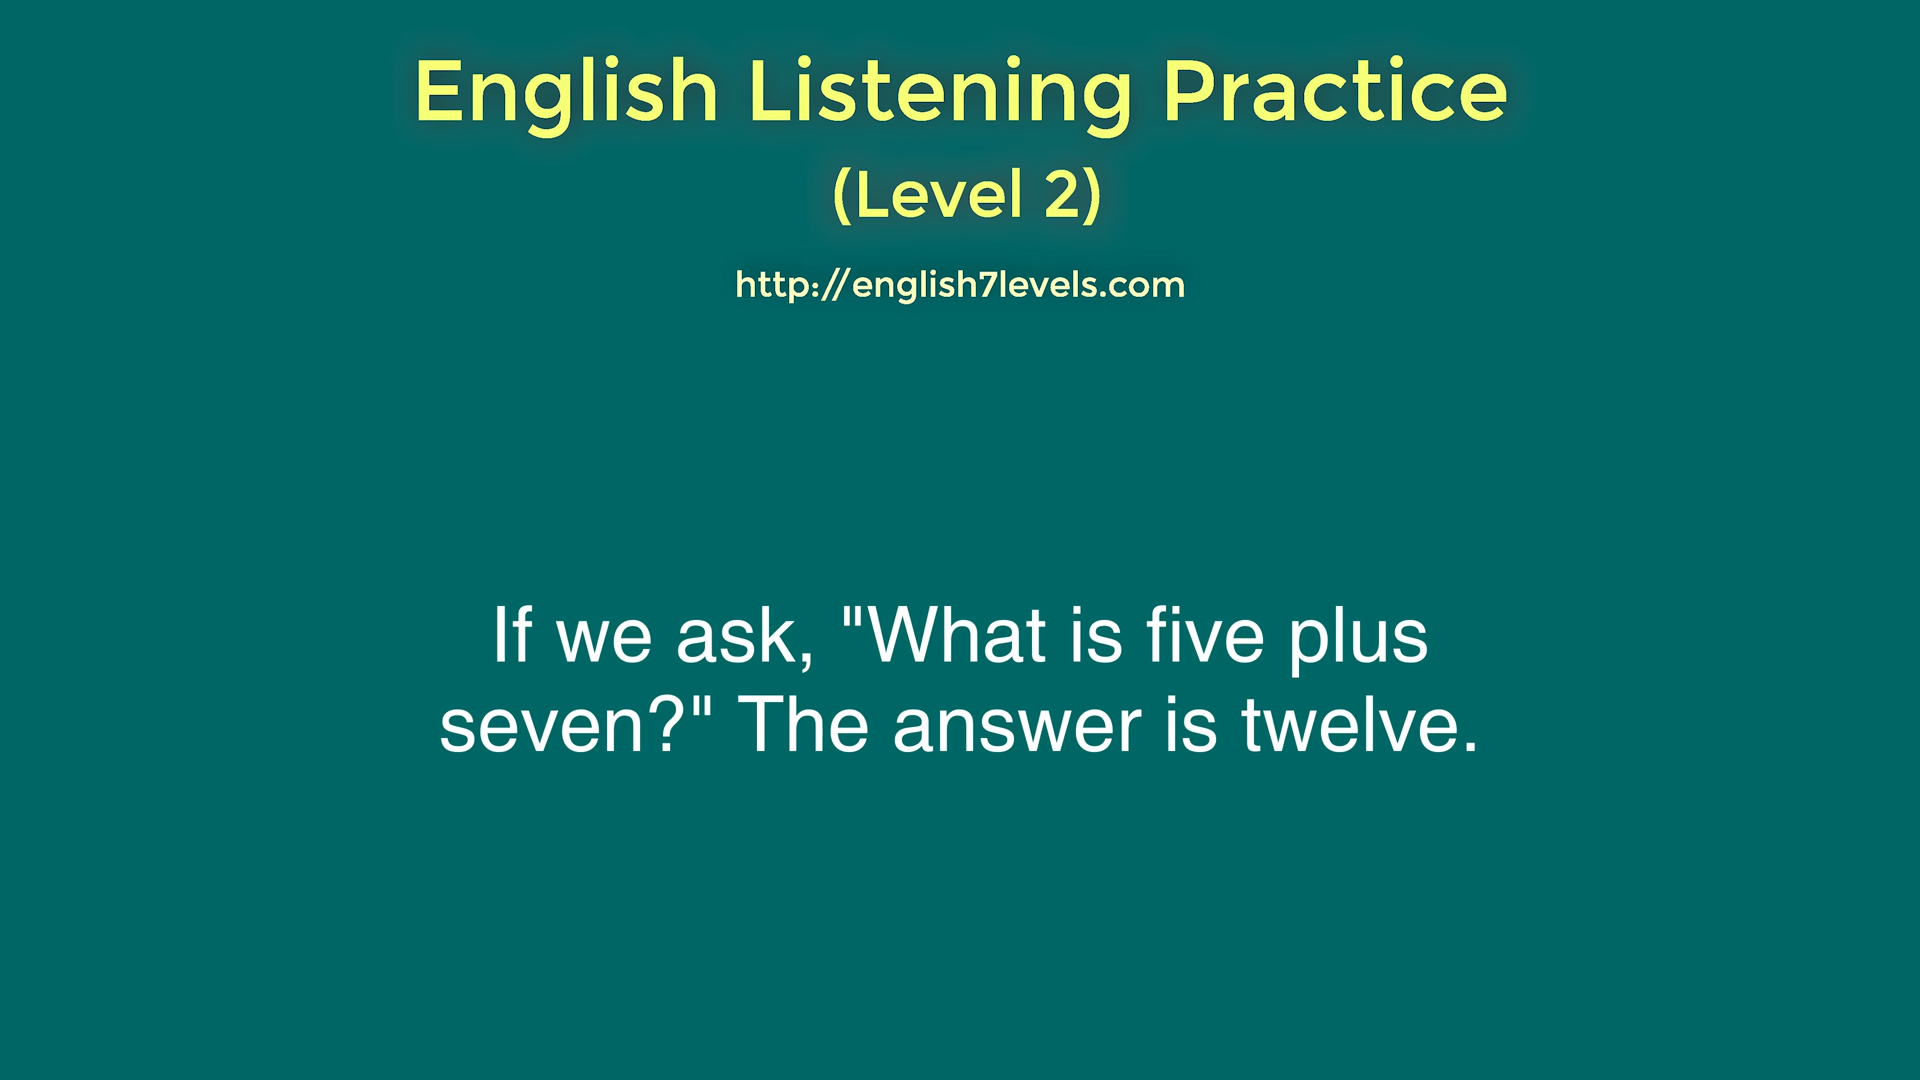 English Listening Practice
(Level 2)
http://english7levels.com
If we ask, "What is five plus
seven?" The answer is twelve.